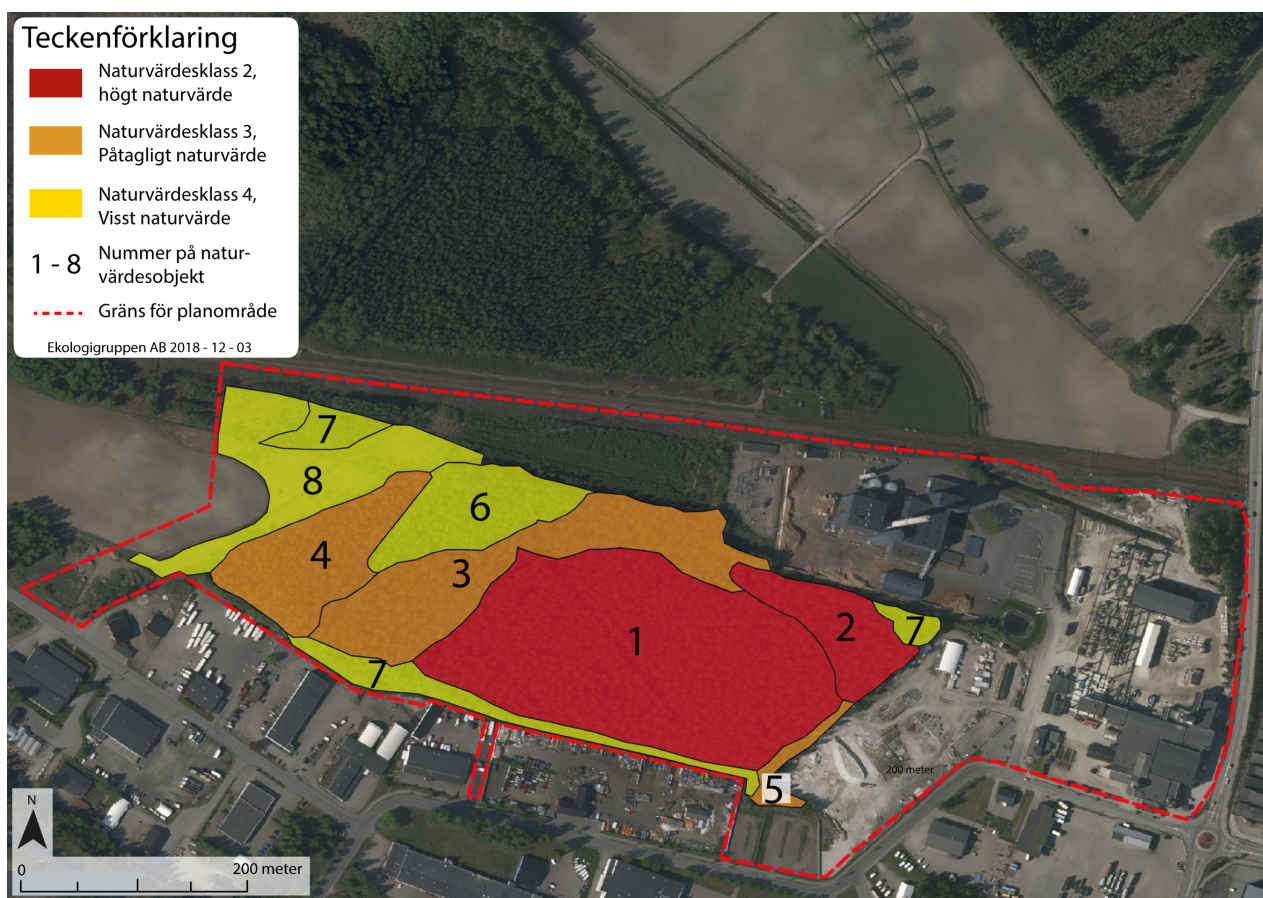 Teckenförklaring
Naturvärdesklass 2,
högt naturvärde
Naturvärdesklass 3,
Påtagligt naturvärde
Naturvärdesklass 4,
Visst naturvärde
1 - 8
Nummer på natur-
värdesobjekt
Gräns för planområde
Ekologigruppen AB 2018 - 12 - 03
7
8
6
4
3
1
2
7
7
200 meter
5
N
0
200 meter